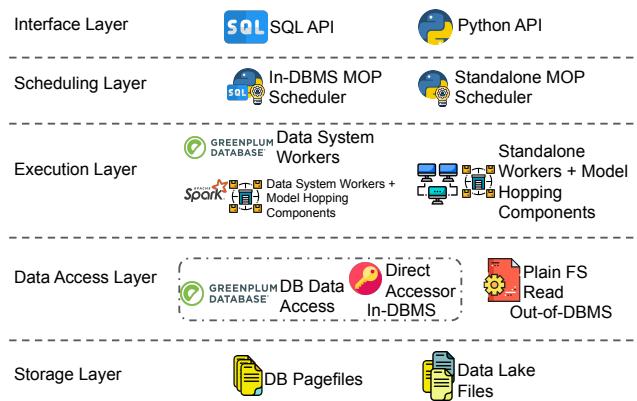 Interface Layer
SQL
SQL API
Python API
Scheduling Layer
SQL
In-DBMS MOP
Scheduler
Standalone MOP
Scheduler
Execution Layer
GREENPLUM
DATABASE
Data System
Workers
APACHE
Spark
Data System Workers +
Model Hopping
Components
Standalone
Workers + Model
Hopping
Components
Data Access Layer
GREENPLUM
DATABASE
DB Data
Access
Direct
Accessor
In-DBMS
Plain FS
Read
Out-of-DBMS
Storage Layer
DB Pagefiles
Data Lake
Files